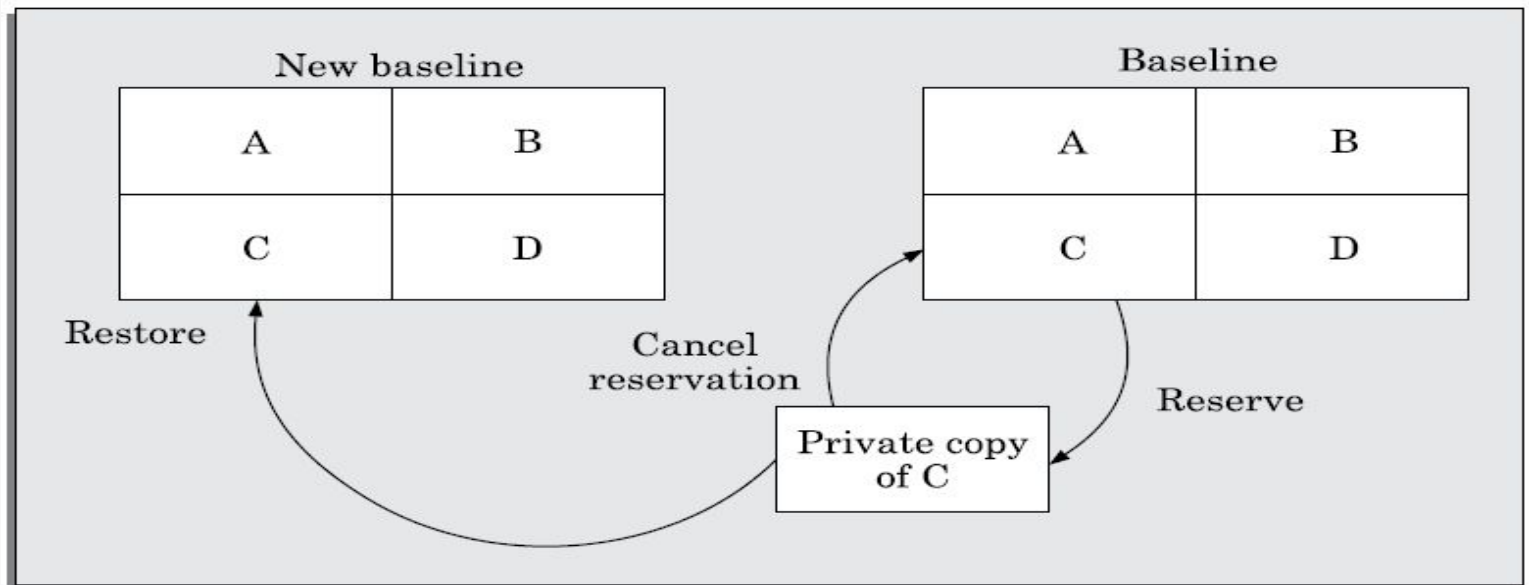 New baseline
Baseline
A
B
A
B
C
D
C
D
Restore
Cancel
reservation
Reserve
Private copy
of C